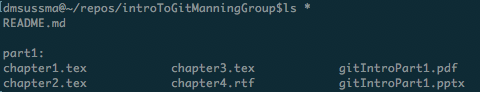 dmsussma@~/repos/introToGitManningGroup$ls *
README.md
part1:
chapter1.tex chapter3.tex gitIntroPart1.pdf
chapter2.tex chapter4.rtf gitIntroPart1.pptx